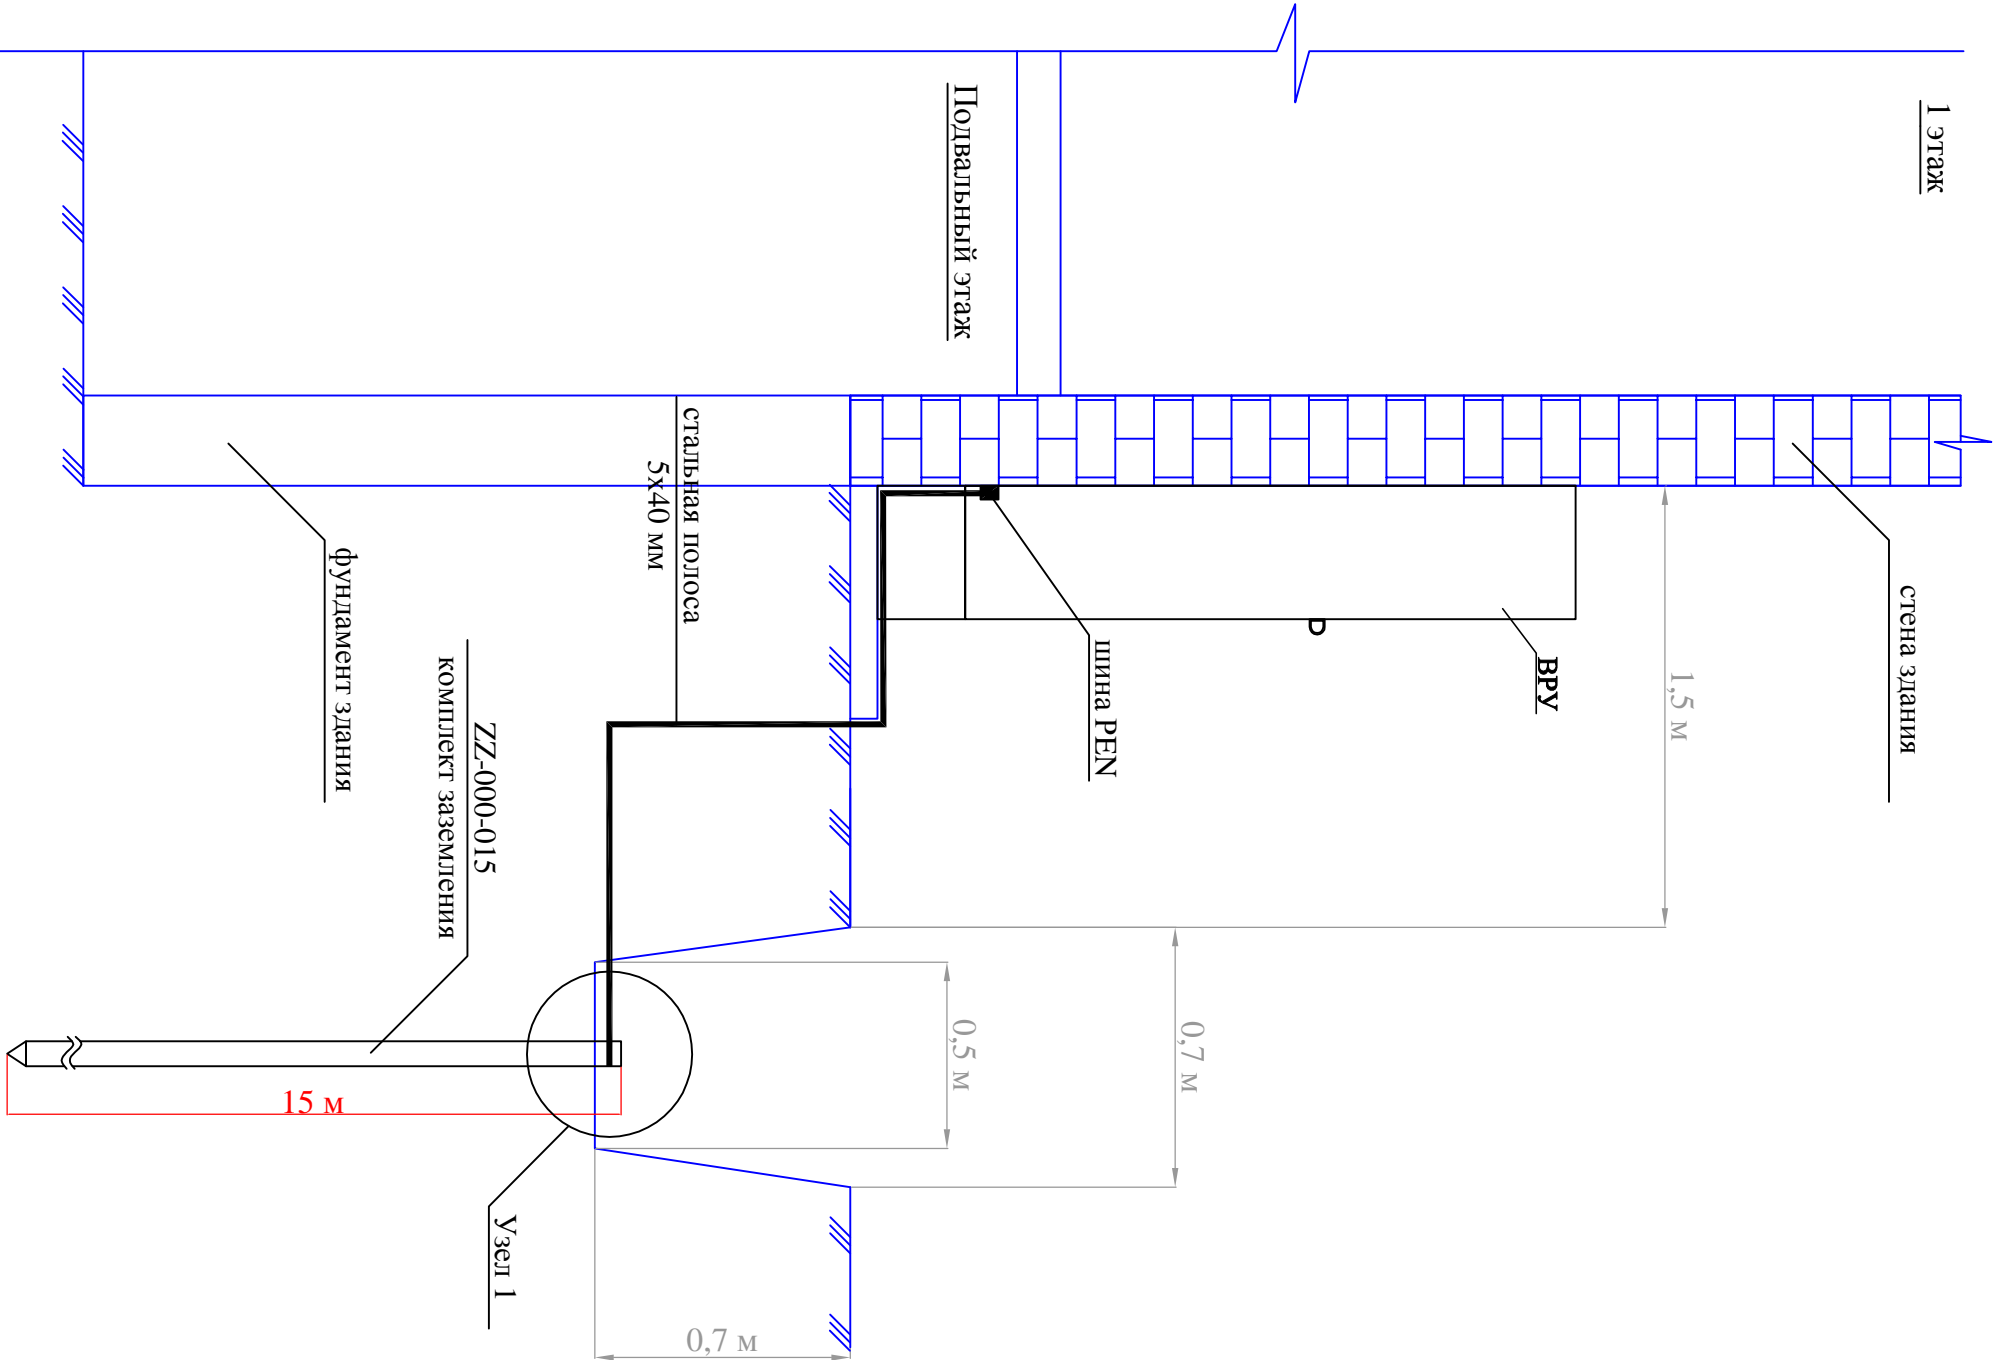 1 этаж
стена здания
ВРУ
1,5 м
Подвальный этаж
шина PEN
0,7 м
0,5 м
стальная полоса
5х40 мм
ZZ-000-015
комплект заземления
фундамент здания
Узел 1
15 м
0,7 м